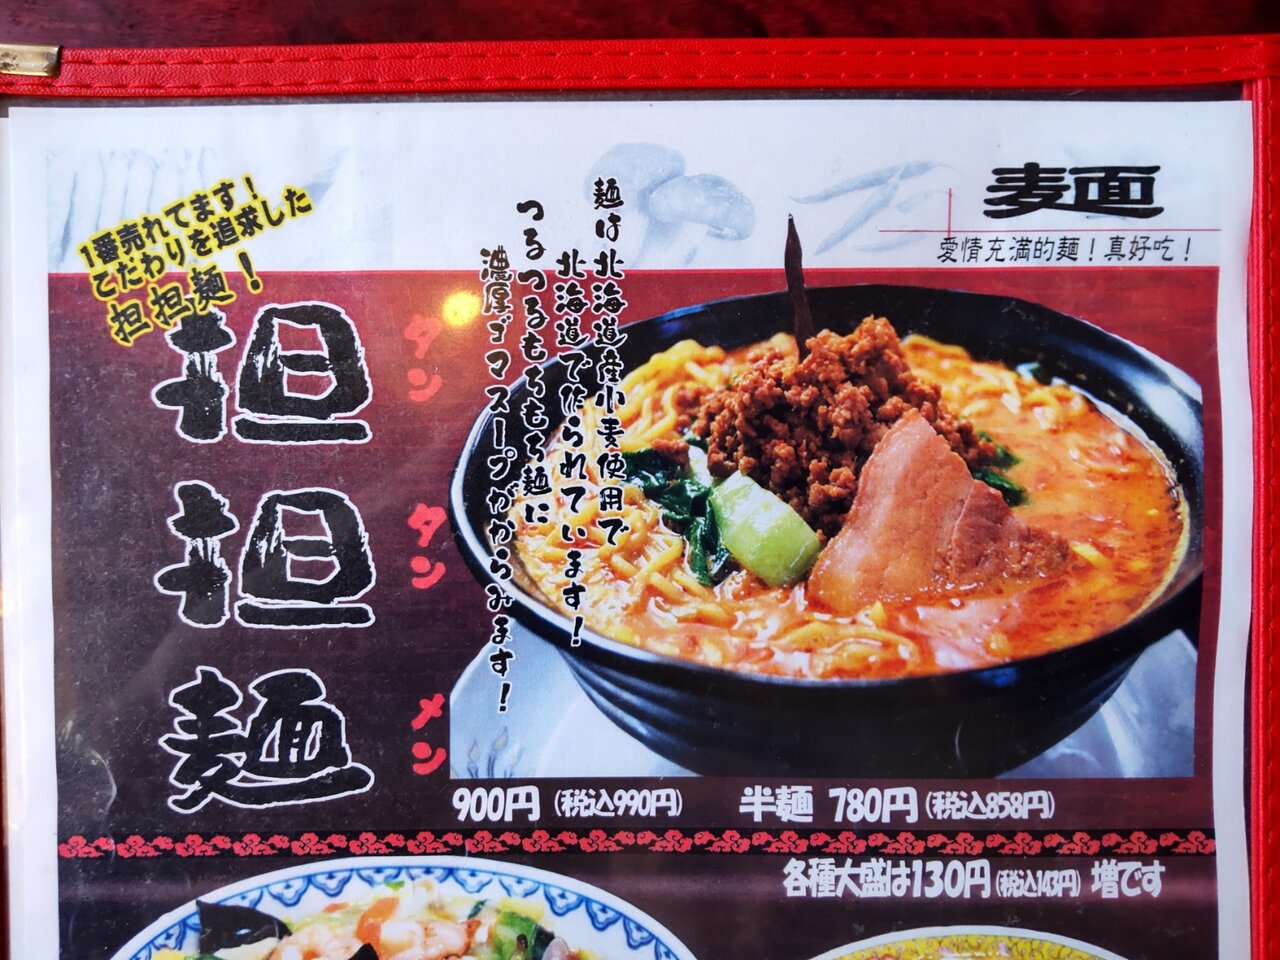 麺
愛情充満的麺！真好吃！
1番売れてます！
こだわりを追求した
担担麺！
担担麺
タンタンメン
麺は北海道産小麦使用で
北海道で作られています！
つるつるもちもち麺に
濃厚ゴマスープがからみます！
900円（税込990円） 半麺 780円（税込858円）
各種大盛は130円（税込143円）増です